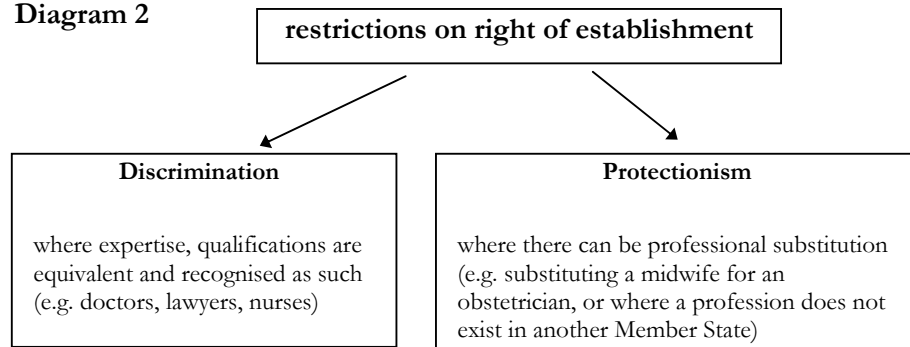 Diagram 2
restrictions on right of establishment
Discrimination
where expertise, qualifications are
equivalent and recognised as such
(e.g. doctors, lawyers, nurses)
Protectionism
where there can be professional substitution
(e.g. substituting a midwife for an
obstetrician, or where a profession does not
exist in another Member State)